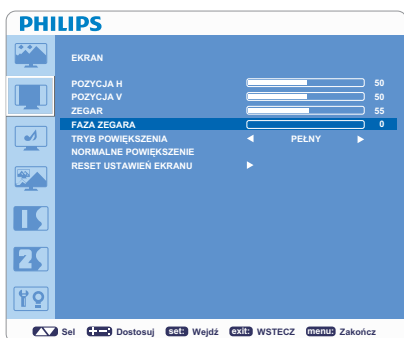 PHILIPS
EKRAN
POZYCJA H 50
POZYCJA V 50
ZEGAR 55
FAZA ZEGARA 0
TRYB POWIĘKSZENIA PEŁNY
NORMALNE POWIĘKSZENIE
RESET USTAWIEŃ EKRANU
Sel Dostosuj set: Wejdź exit: WSTECZ menu: Zakończ